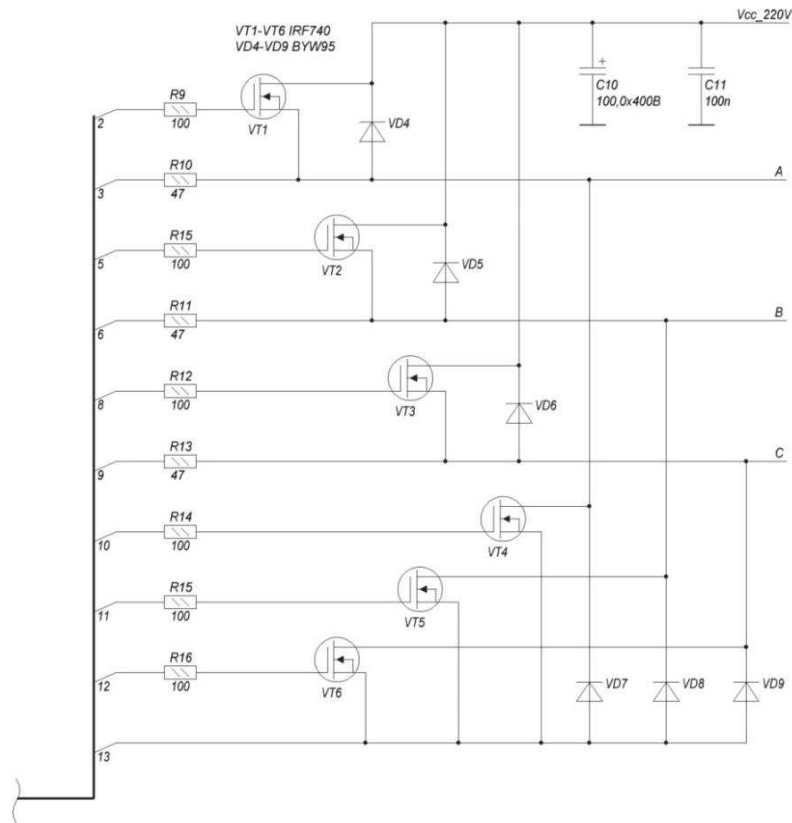 VT1-VT6 IRF740
VD4-VD9 BYW95
Vcc_220V
R9
100
2
VT1
VD4
+
C10
100,0x400B
C11
100n
R10
47
3
A
R15
100
5
VT2
VD5
R11
47
6
B
R12
100
8
VT3
VD6
R13
47
9
C
R14
100
10
VT4
R15
100
11
VT5
R16
100
12
VT6
VD7
VD8
VD9
13